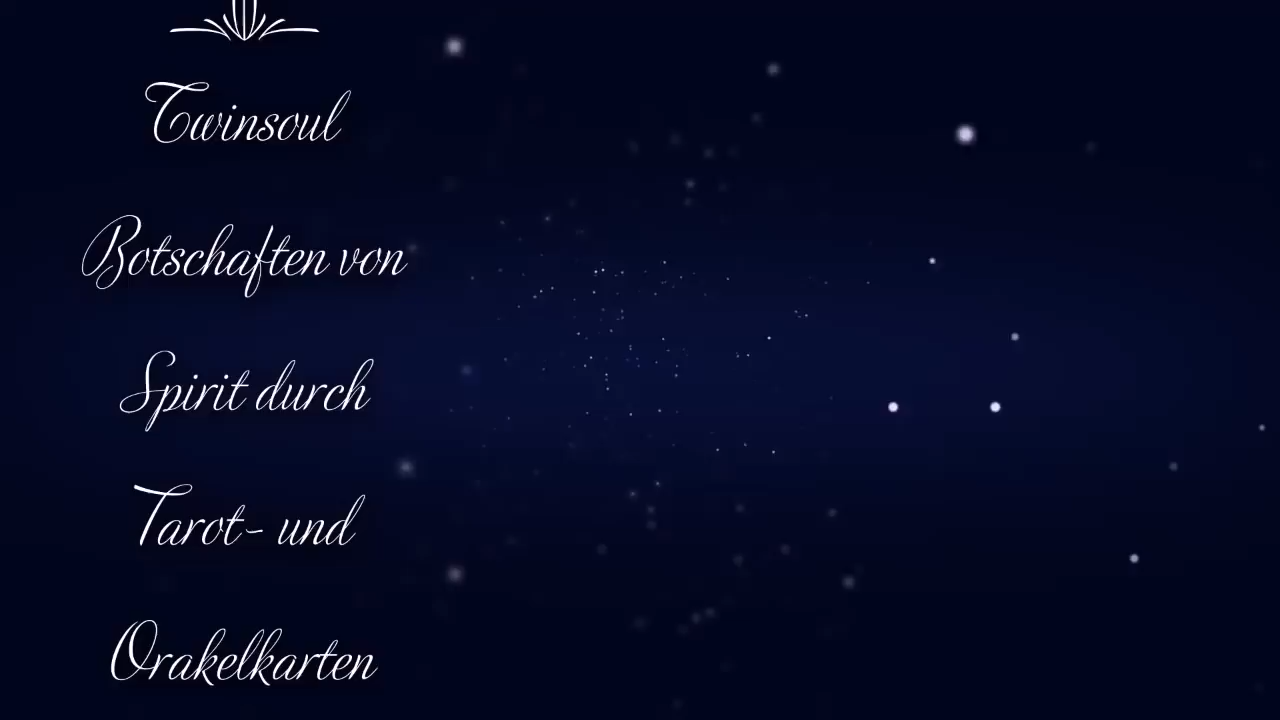 Twinsoul
Botschaften von
Spirit durch
Tarot- und
Orakelkarten